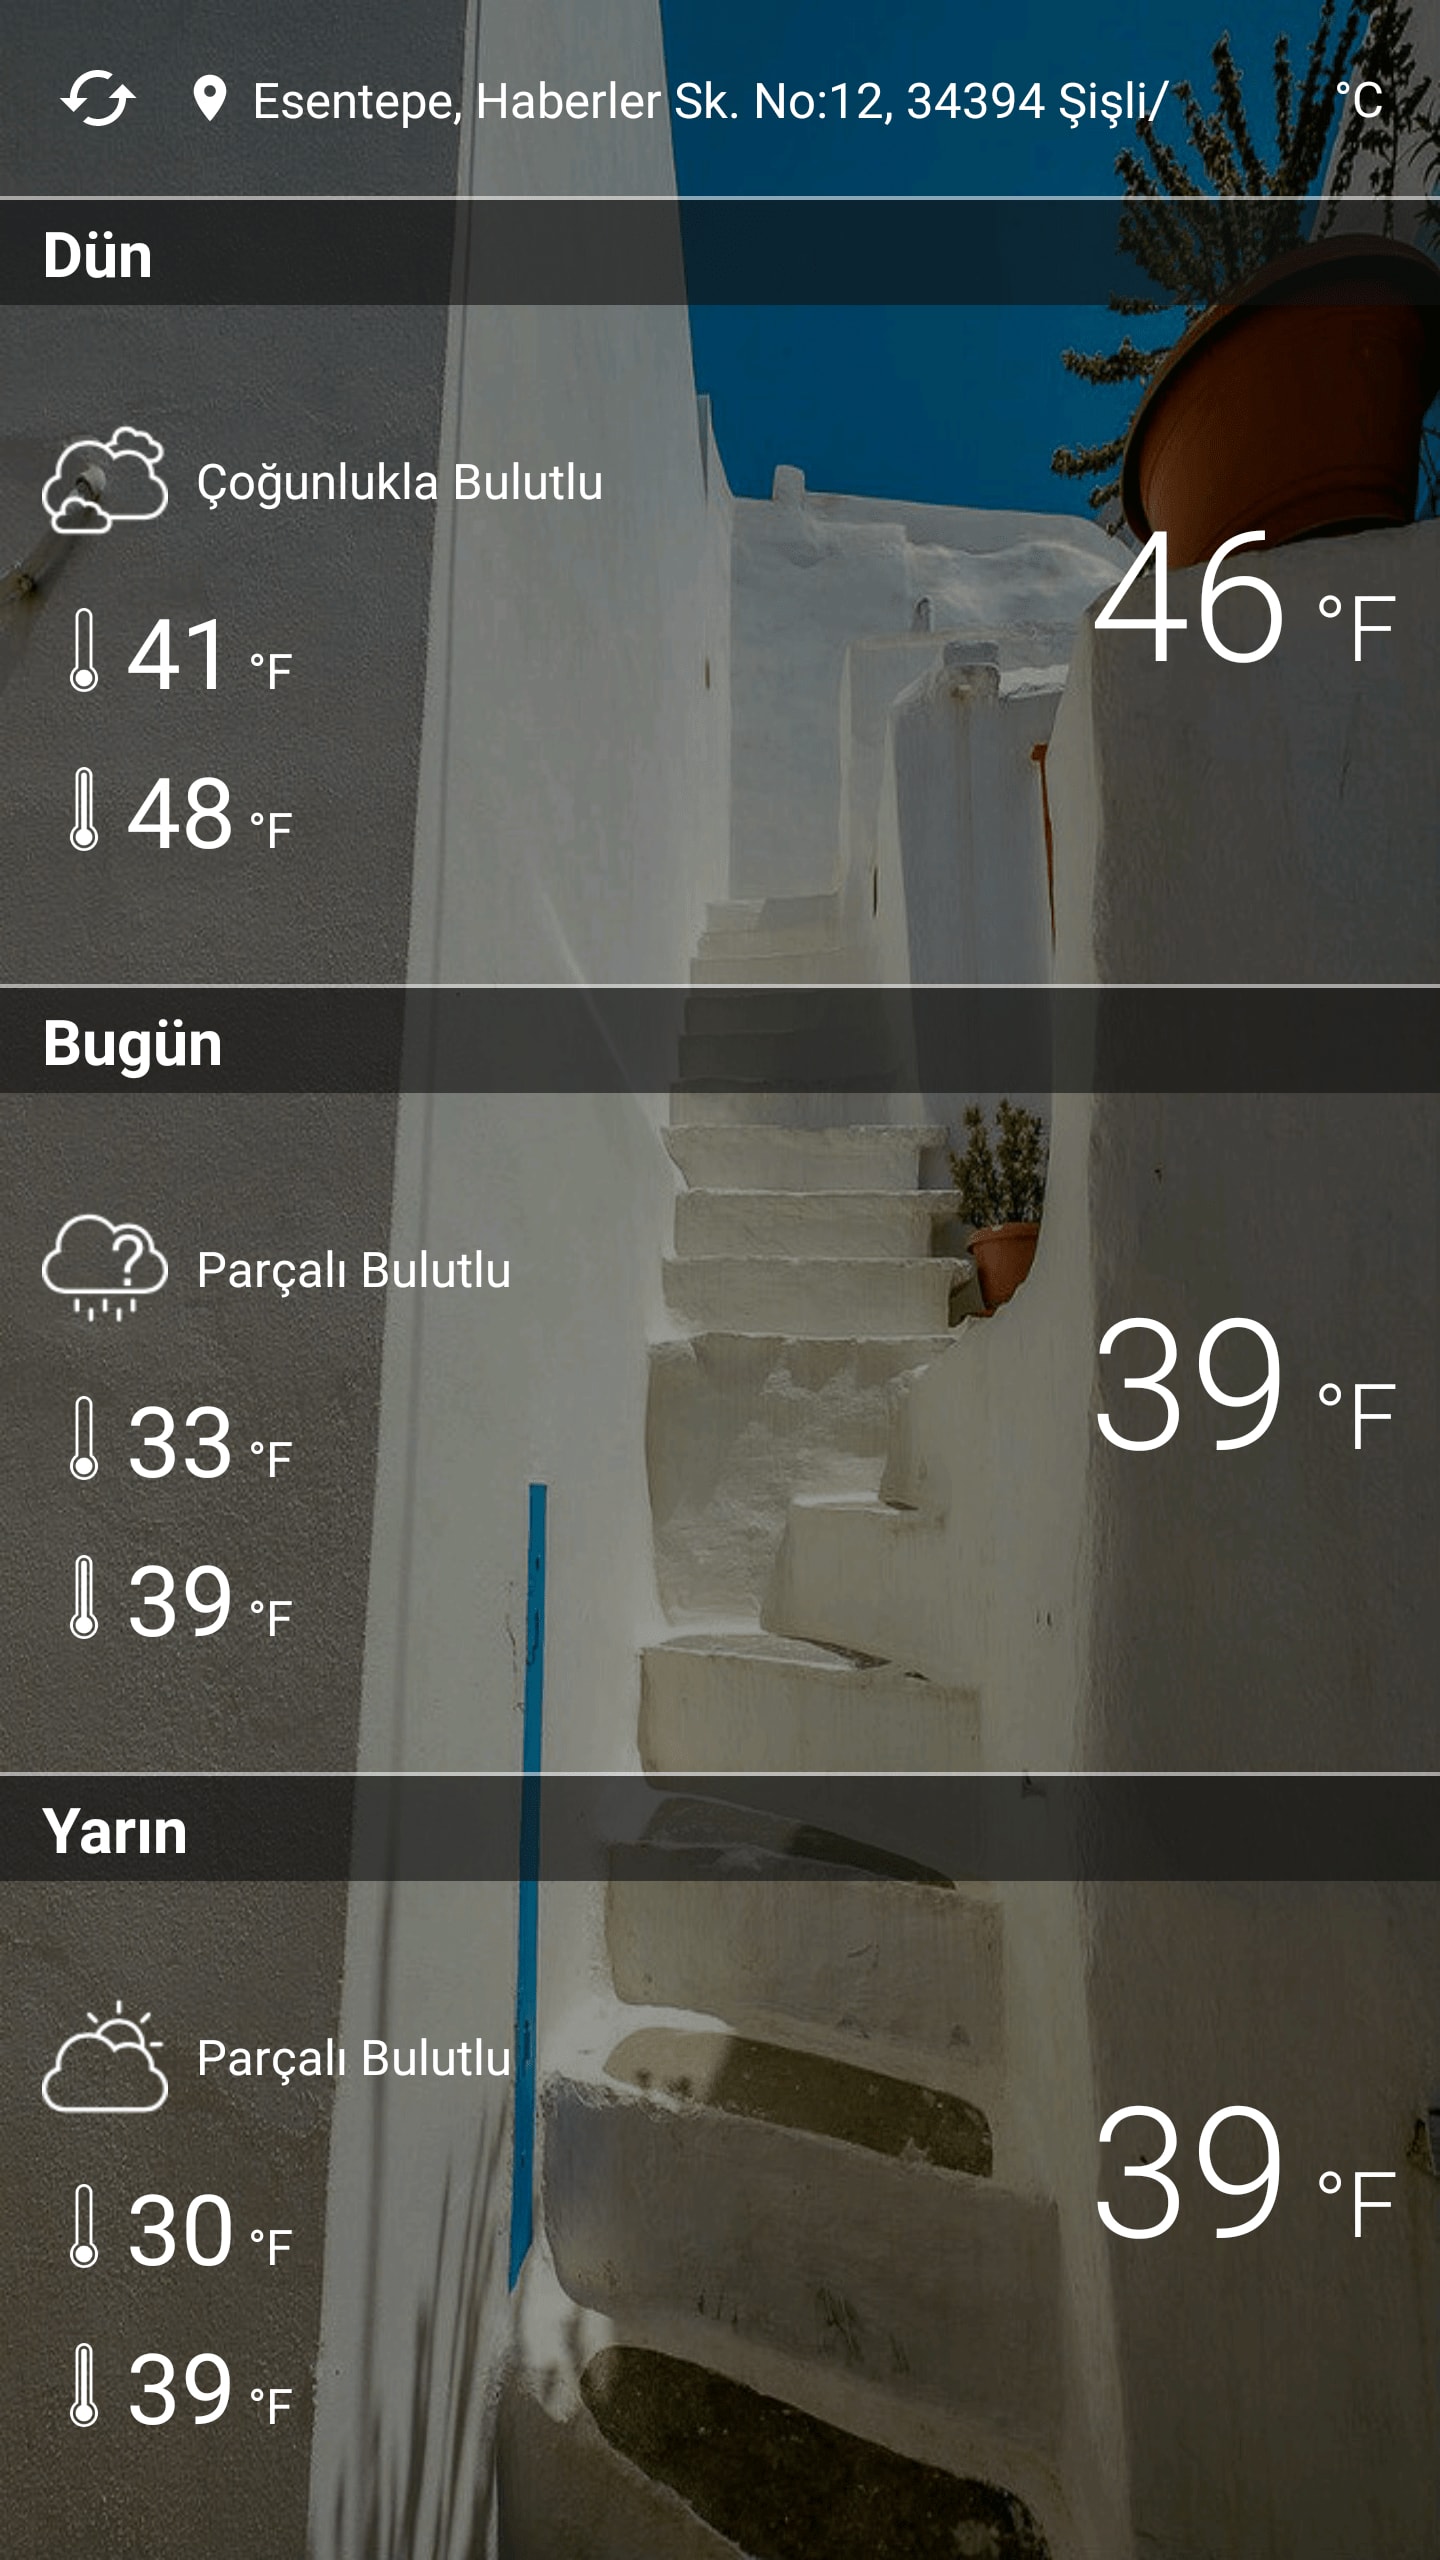 Esentepe, Haberler Sk. No:12, 34394 Şişli/ °C
Dün
Çoğunlukla Bulutlu
41 °F
46 °F
48 °F
Bugün
Parçalı Bulutlu
33 °F
39 °F
39 °F
Yarın
Parçalı Bulutlu
30 °F
39 °F
39 °F